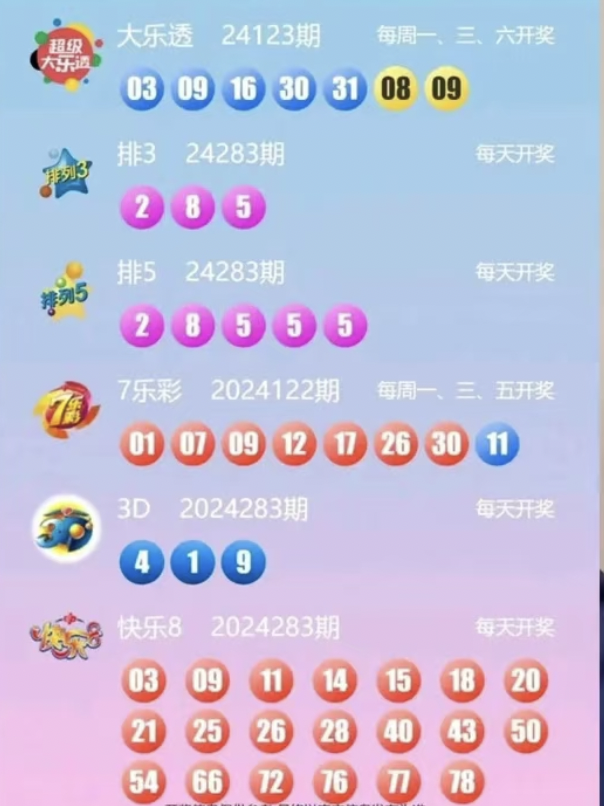 超级
大乐透
大乐透 24123期 每周一、三、六开奖
03 09 16 30 31 08 09
排列3
排3 24283期 每天开奖
2 8 5
排列5
排5 24283期 每天开奖
2 8 5 5 5
7乐彩
7乐彩 2024122期 每周一、三、五开奖
01 07 09 12 17 26 30 11
3D
3D 2024283期 每天开奖
4 1 9
快乐8 2024283期 每天开奖
03 09 11 14 15 18 20
21 25 26 28 40 43 50
54 66 72 76 77 78